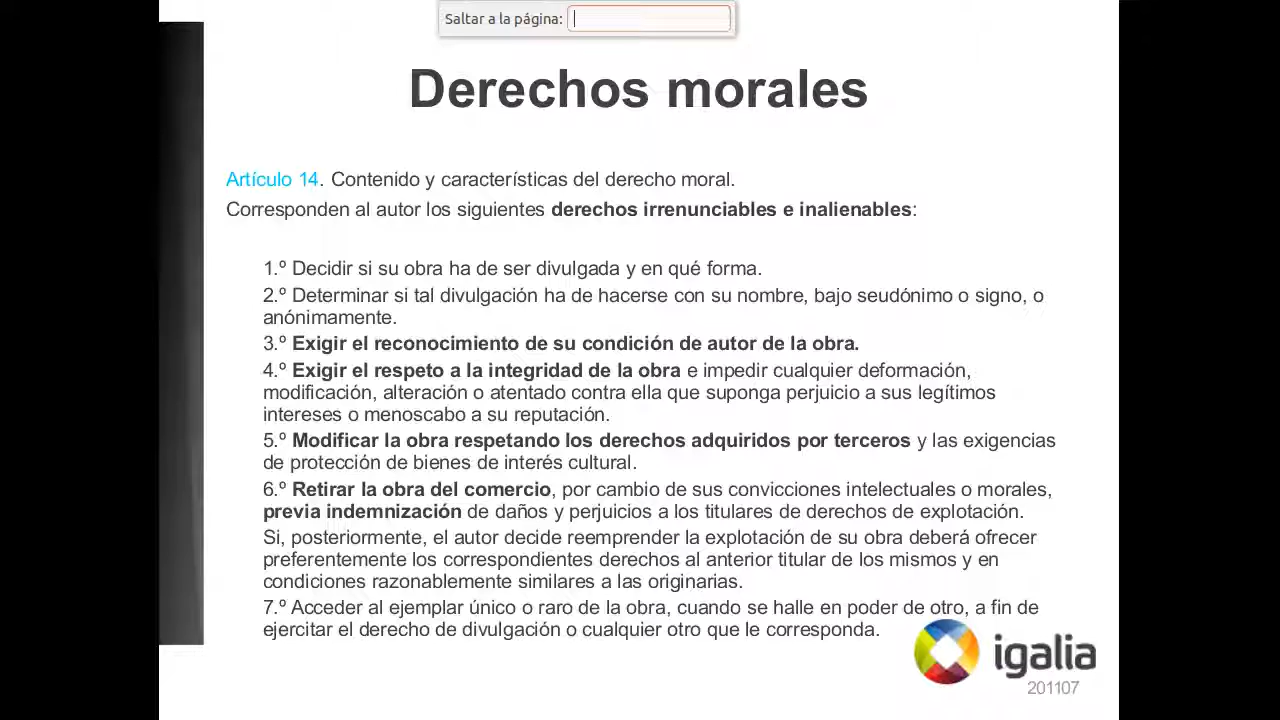 Saltar a la página:
Derechos morales
Artículo 14. Contenido y características del derecho moral.
Corresponden al autor los siguientes derechos irrenunciables e inalienables:
1.º Decidir si su obra ha de ser divulgada y en qué forma.
2.º Determinar si tal divulgación ha de hacerse con su nombre, bajo seudónimo o signo, o
anónimamente.
3.º Exigir el reconocimiento de su condición de autor de la obra.
4.º Exigir el respeto a la integridad de la obra e impedir cualquier deformación,
modificación, alteración o atentado contra ella que suponga perjuicio a sus legítimos
intereses o menoscabo a su reputación.
5.º Modificar la obra respetando los derechos adquiridos por terceros y las exigencias
de protección de bienes de interés cultural.
6.º Retirar la obra del comercio, por cambio de sus convicciones intelectuales o morales,
previa indemnización de daños y perjuicios a los titulares de derechos de explotación.
Si, posteriormente, el autor decide reemprender la explotación de su obra deberá ofrecer
preferentemente los correspondientes derechos al anterior titular de los mismos y en
condiciones razonablemente similares a las originarias.
7.º Acceder al ejemplar único o raro de la obra, cuando se halle en poder de otro, a fin de
ejercitar el derecho de divulgación o cualquier otro que le corresponda.
igalia
201107